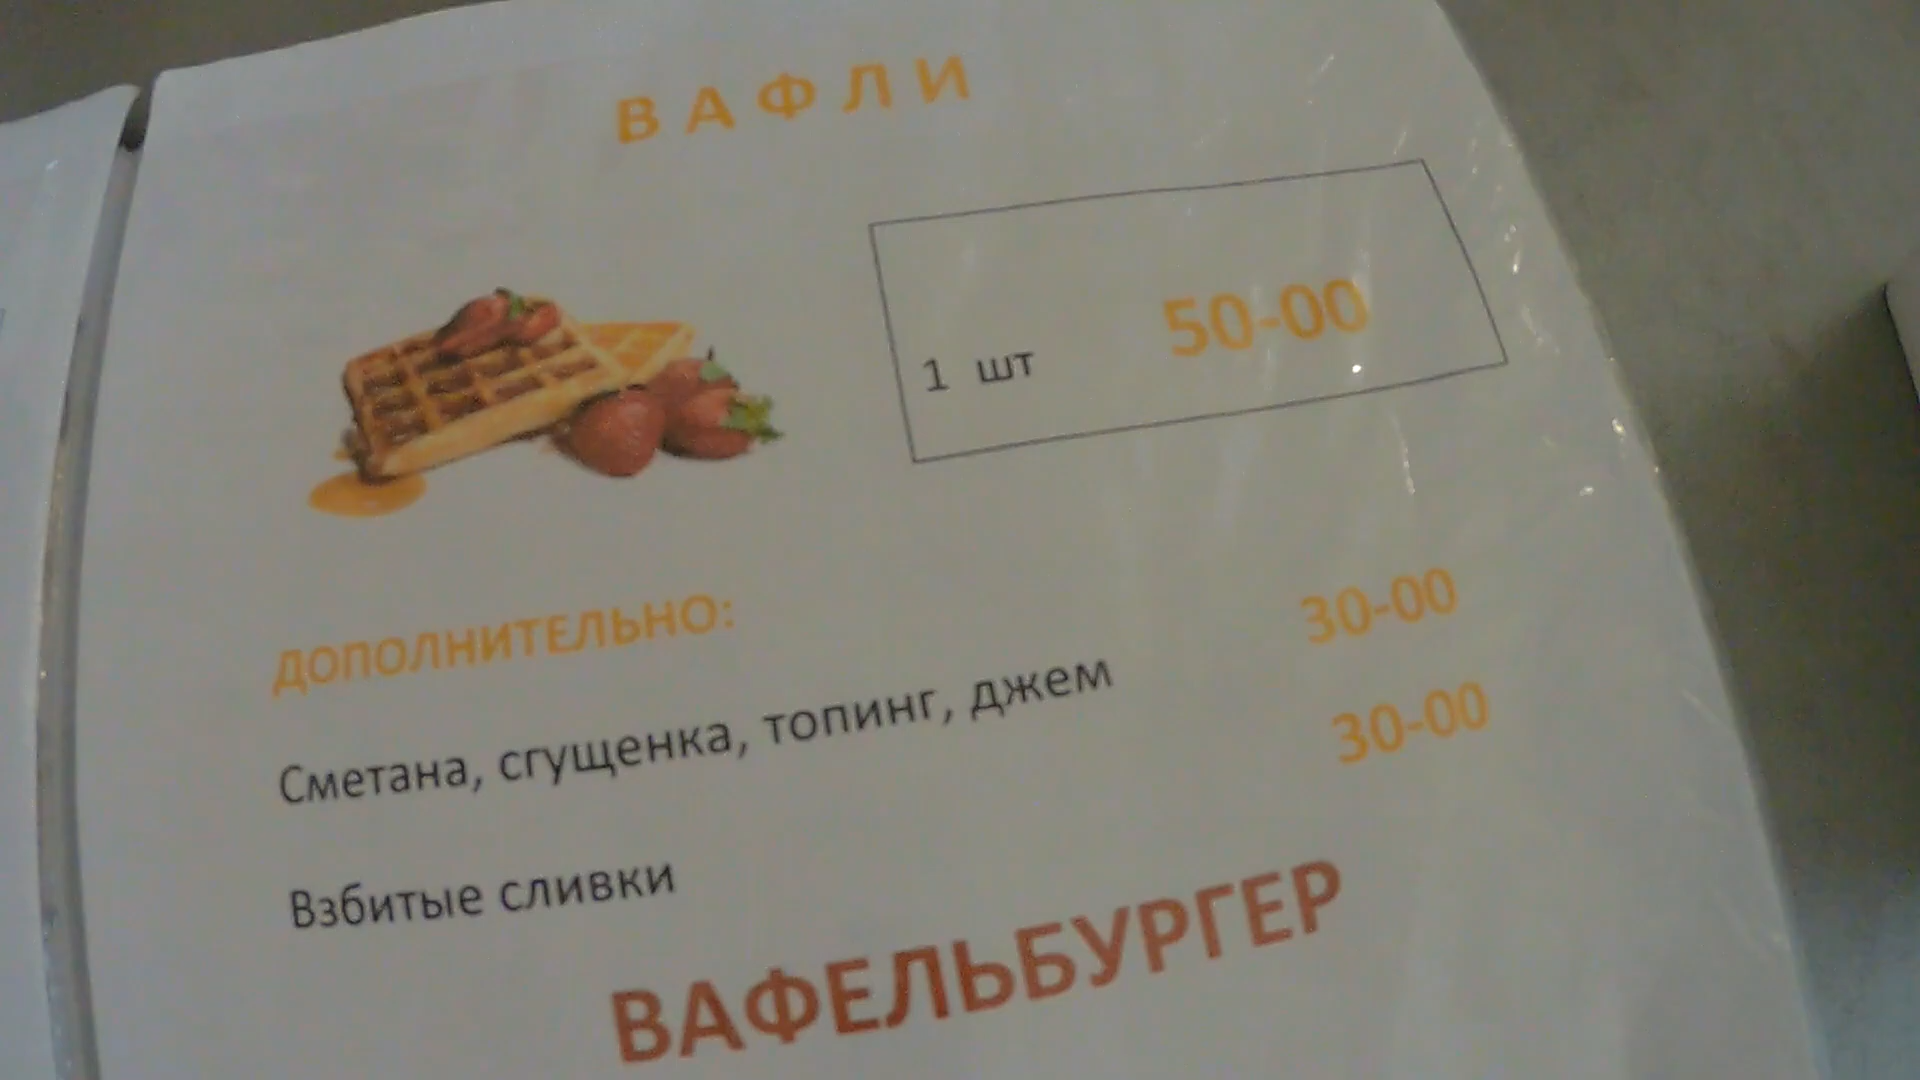 ВАФЛИ
1 шт 50-00
ДОПОЛНИТЕЛЬНО:
30-00
Сметана, сгущенка, топинг, джем
30-00
Взбитые сливки
ВАФЕЛЬБУРГЕР